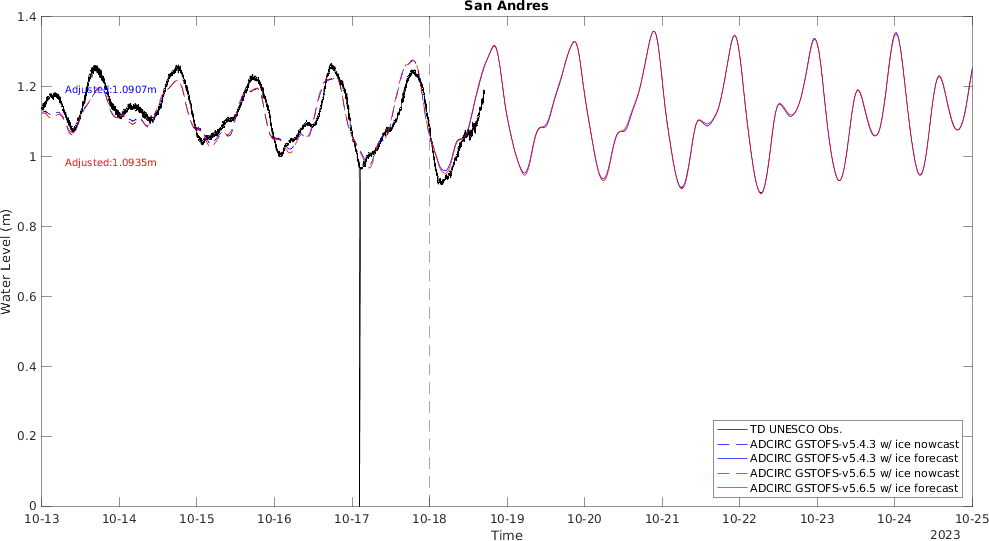 San Andres
1.4
1.2
1
0.8
0.6
0.4
0.2
0
Water Level (m)
Adjusted:1.0907m
Adjusted:1.0935m
TD UNESCO Obs.
ADCIRC GSTOFS-v5.4.3 w/ ice nowcast
ADCIRC GSTOFS-v5.4.3 w/ ice forecast
ADCIRC GSTOFS-v5.6.5 w/ ice nowcast
ADCIRC GSTOFS-v5.6.5 w/ ice forecast
10-13 10-14 10-15 10-16 10-17 10-18 10-19 10-20 10-21 10-22 10-23 10-24 10-25
Time
2023